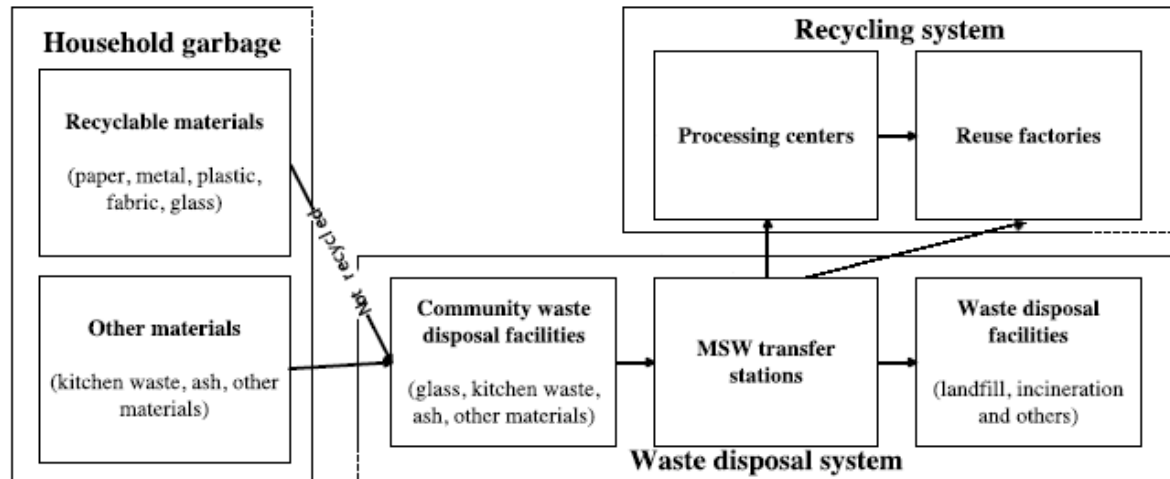 Household garbage
Recyclable materials
(paper, metal, plastic,
fabric, glass)
Not recycled
Other materials
(kitchen waste, ash, other
materials)
Recycling system
Processing centers
Reuse factories
Community waste
disposal facilities
(glass, kitchen waste,
ash, other materials)
MSW transfer
stations
Waste disposal
facilities
(landfill, incineration
and others)
Waste disposal system